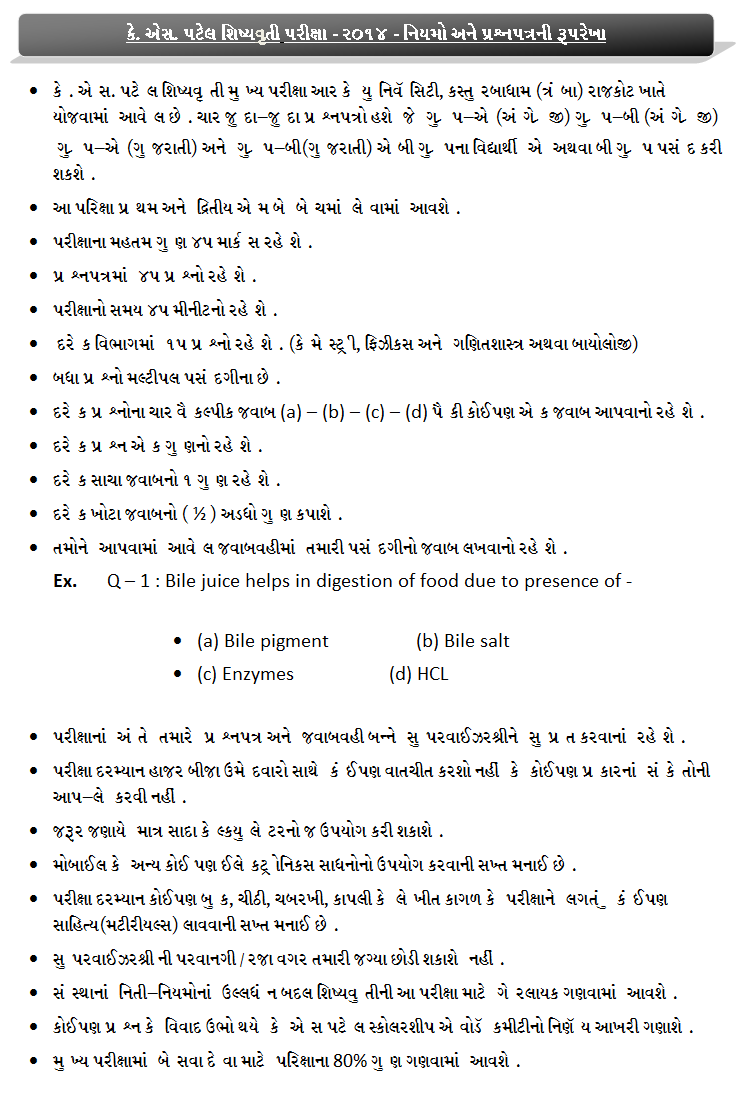 કે. એસ. પટેલ શિષ્યવૃતી પરીક્ષા - ૨૦૧૪ - નિયમો અને પ્રશ્નપત્રની રૂપરેખા
• કે . એ સ. પટે લ શિષ્યવૃ તી મુ ખ્ય પરીક્ષા આર કે યુ નિર્વ સિટી, કસ્તુ રબાધામ (ત્રં બા) રાજકોટ ખાતે
યોજવામાં આવે લ છે . ચાર જુ દા–જુ દા પ્ર શ્નપત્રો હશે જે ગ્રુ પ–એ (અં ગ્રે જી) ગ્રુ પ–બી (અં ગ્રે જી)
ગ્રુ પ–એ (ગુ જરાતી) અને ગ્રુ પ–બી(ગુ જરાતી) એ બી ગ્રુ પના વિદ્યાર્થી એ અથવા બી ગ્રુ પ પસં દ કરી
શકશે .
• આ પરિક્ષા પ્ર થમ અને દ્રિતીય એ મ બે બે ચમાં લે વામાં આવશે .
• પરીક્ષાના મહતમ ગુ ણ ૪૫ માર્ક સ રહે શે .
• પ્ર શ્નપત્રમાં ૪૫ પ્ર શ્નો રહે શે .
• પરીક્ષાનો સમય ૪૫ મીનીટનો રહે શે .
• દરે ક વિભાગમાં ૧૫ પ્ર શ્નો રહે શે . (કે મે સ્ટ્રી, ફિઝીકસ અને ગણિતશાસ્ત્ર અથવા બાયોલોજી)
• બધા પ્ર શ્નો મલ્ટીપલ પસં દગીના છે .
• દરે ક પ્ર શ્નોના ચાર વૈ કલ્પીક જવાબ (a) – (b) – (c) – (d) પૈ કી કોઈપણ એ ક જવાબ આપવાનો રહે શે .
• દરે ક પ્ર શ્ન એ ક ગુ ણનો રહે શે .
• દરે ક સાચા જવાબનો ૧ ગુ ણ રહે શે .
• દરે ક ખોટા જવાબનો ( ½ ) અડધો ગુ ણ કપાશે .
• તમોને આપવામાં આવે લ જવાબવહીમાં તમારી પસં દગીનો જવાબ લખવાનો રહે શે .
Ex. Q – 1 : Bile juice helps in digestion of food due to presence of -
• (a) Bile pigment (b) Bile salt
• (c) Enzymes (d) HCL
• પરીક્ષાનાં અં તે તમારે પ્ર શ્નપત્ર અને જવાબવહી બન્ને સુ પરવાઈઝરશ્રીને સુ પ્ર ત કરવાનાં રહે શે .
• પરીક્ષા દરમ્યાન હાજર બીજા ઉમે દવારો સાથે કં ઈપણ વાતચીત કરશો નહીં કે કોઈપણ પ્ર કારનાં સં કે તોની
આપ–લે કરવી નહીં .
• જરૂર જણાયે માત્ર સાદા કે લ્કયુ લે ટરનો જ ઉપયોગ કરી શકાશે .
• મોબાઈલ કે અન્ય કોઈ પણ ઈલે કટ્રોનિકસ સાધનોનો ઉપયોગ કરવાની સખ્ત મનાઈ છે .
• પરીક્ષા દરમ્યાન કોઈપણ બુ ક, ચીઠી, ચબરખી, કાપલી કે લે ખીત કાગળ કે પરીક્ષાને લગતું કં ઈપણ
સાહિત્ય(મટીરીયલ્સ) લાવવાની સખ્ત મનાઈ છે .
• સુ પરવાઈઝરશ્રી ની પરવાનગી / રજા વગર તમારી જગ્યા છોડી શકાશે નહીં .
• સં સ્થાનાં નિતી–નિયમોનાં ઉલ્લધં ન બદલ શિષ્યવૃ તીની આ પરીક્ષા માટે ગે રલાયક ગણવામાં આવશે .
• કોઈપણ પ્ર શ્ન કે વિવાદ ઉભો થયે કે એ સ પટે લ સ્કોલરશીપ એ વોર્ડ કમીટીનો નિર્ણ ય આખરી ગણાશે .
• મુ ખ્ય પરીક્ષામાં બે સવા દે વા માટે પરિક્ષાના 80% ગુ ણ ગણવામાં આવશે .